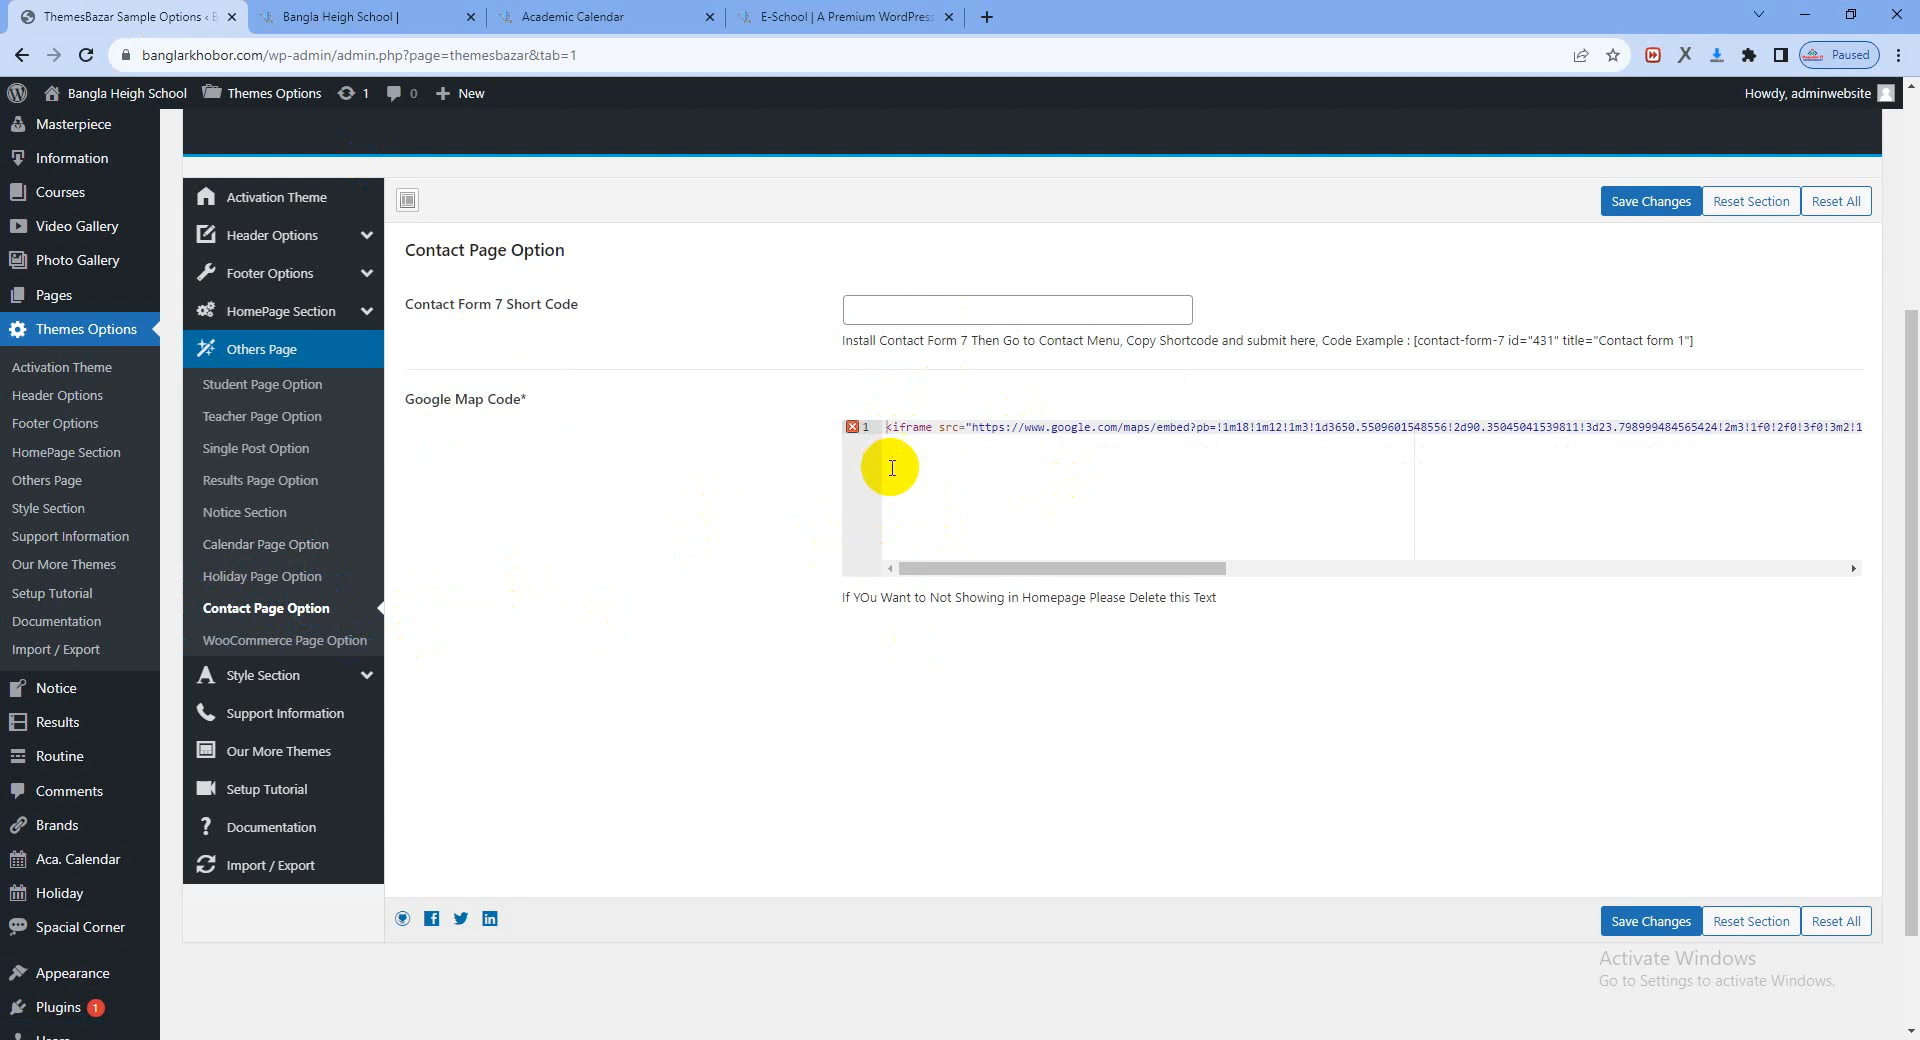 ThemesBazar Sample Options ‹ B
Bangla Heigh School |
Academic Calendar
E-School | A Premium WordPres
banglarkhobor.com/wp-admin/admin.php?page=themesbazar&tab=1
Paused
Bangla Heigh School
Themes Options
1
0
New
Howdy, adminwebsite
Masterpiece
Information
Courses
Video Gallery
Photo Gallery
Pages
Themes Options
Activation Theme
Header Options
Footer Options
HomePage Section
Others Page
Style Section
Support Information
Our More Themes
Setup Tutorial
Documentation
Import / Export
Notice
Results
Routine
Comments
Brands
Aca. Calendar
Holiday
Spacial Corner
Appearance
Plugins 1
Users
Activation Theme
Header Options
Footer Options
HomePage Section
Others Page
Student Page Option
Teacher Page Option
Single Post Option
Results Page Option
Notice Section
Calendar Page Option
Holiday Page Option
Contact Page Option
WooCommerce Page Option
Style Section
Support Information
Our More Themes
Setup Tutorial
Documentation
Import / Export
Save Changes
Reset Section
Reset All
Contact Page Option
Contact Form 7 Short Code
Install Contact Form 7 Then Go to Contact Menu, Copy Shortcode and submit here, Code Example : [contact-form-7 id="431" title="Contact form 1"]
Google Map Code*
1 <iframe src="https://www.google.com/maps/embed?pb=!1m18!1m12!1m3!1d3650.5509601548556!2d90.35045041539811!3d23.798999484565424!2m3!1f0!2f0!3f0!3m2!1
If YOu Want to Not Showing in Homepage Please Delete this Text
Save Changes
Reset Section
Reset All
Activate Windows
Go to Settings to activate Windows.